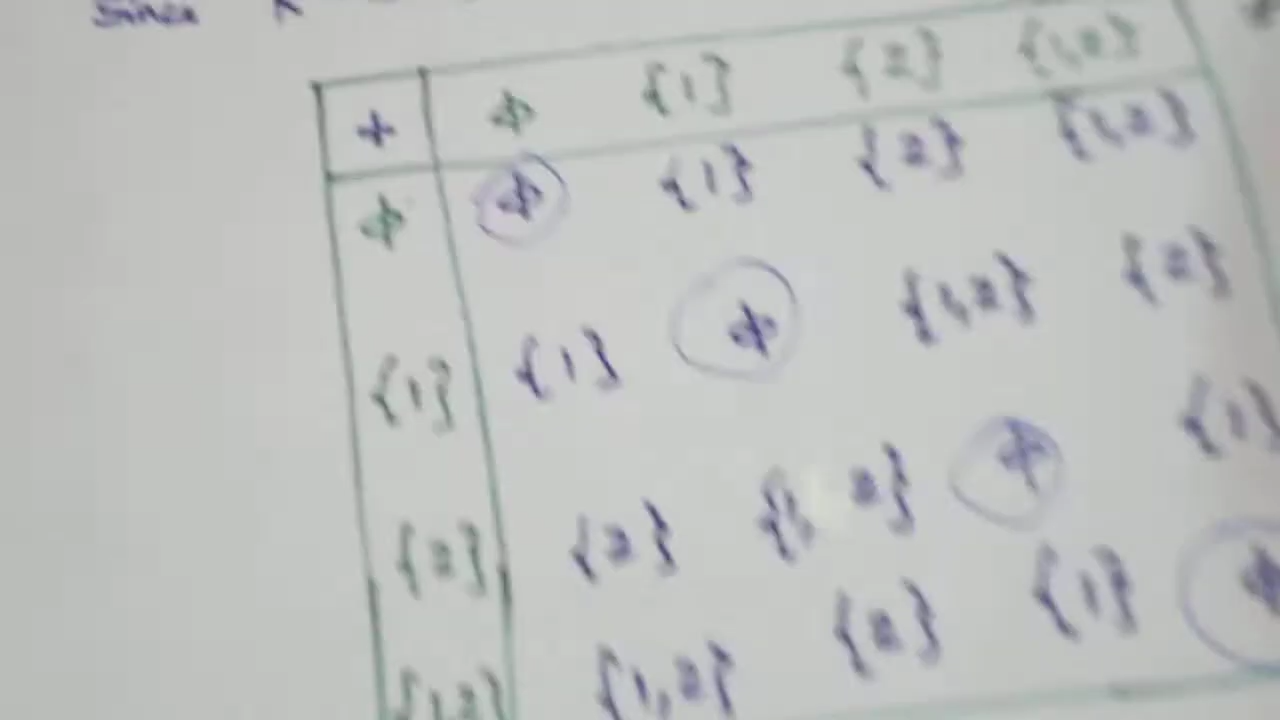 Since
+ ф {1} {2} {1,2}
ф ф {1} {2} {1,2}
{1} {1} ф {1,2} {2}
{2} {2} {1, 2} ф {1}
{1,2} {1,2} {2} {1} ф